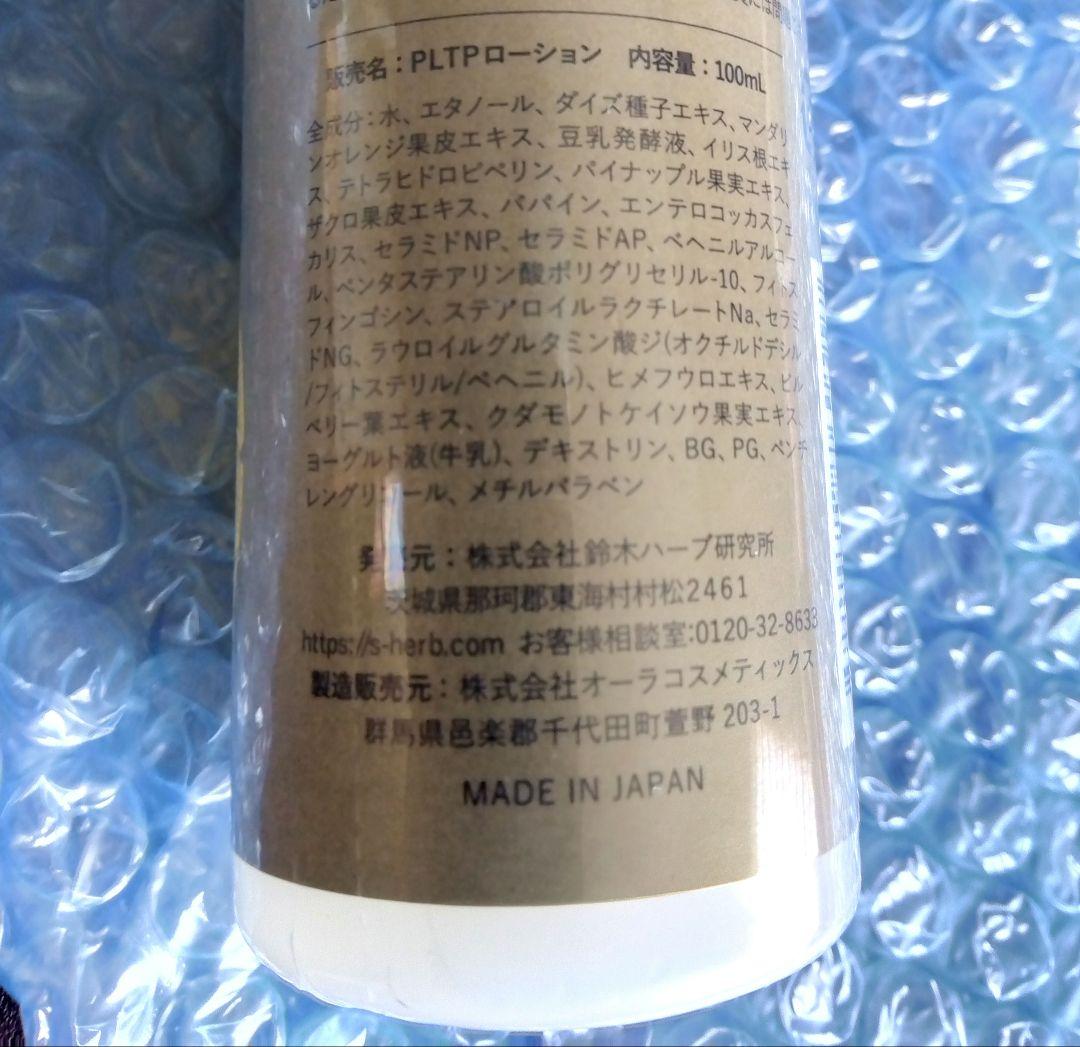 販売名：PLTPローション　内容量：100mL
全成分：水、エタノール、ダイズ種子エキス、マンダリ
ンオレンジ果皮エキス、豆乳発酵液、イリス根エキ
ス、テトラヒドロピペリン、パイナップル果実エキス、
ザクロ果皮エキス、パパイン、エンテロコッカスフェ
カリス、セラミドNP、セラミドAP、ベヘニルアルコー
ル、ペンタステアリン酸ポリグリセリル-10、フィトス
フィンゴシン、ステアロイルラクチレートNa、セラミ
ドNG、ラウロイルグルタミン酸ジ(オクチルドデシル
/フィトステリル/ベヘニル)、ヒメフウロエキス、ビル
ベリー葉エキス、クダモノトケイソウ果実エキス、
ヨーグルト液(牛乳)、デキストリン、BG、PG、ペンチ
レングリコール、メチルパラベン
発売元：株式会社鈴木ハーブ研究所
茨城県那珂郡東海村村松2461
https://s-herb.com お客様相談室:0120-32-8633
製造販売元：株式会社オーラコスメティックス
群馬県邑楽郡千代田町萱野 203-1
MADE IN JAPAN